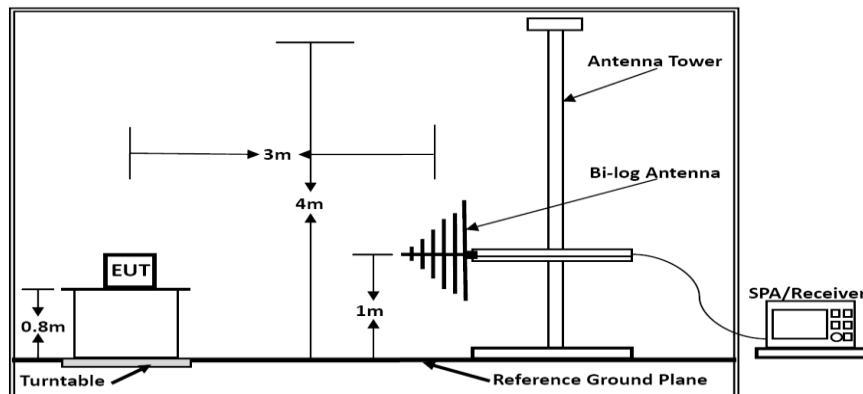 Antenna Tower
3m
Bi-log Antenna
4m
EUT
1m
SPA/Receiver
0.8m
Turntable
Reference Ground Plane